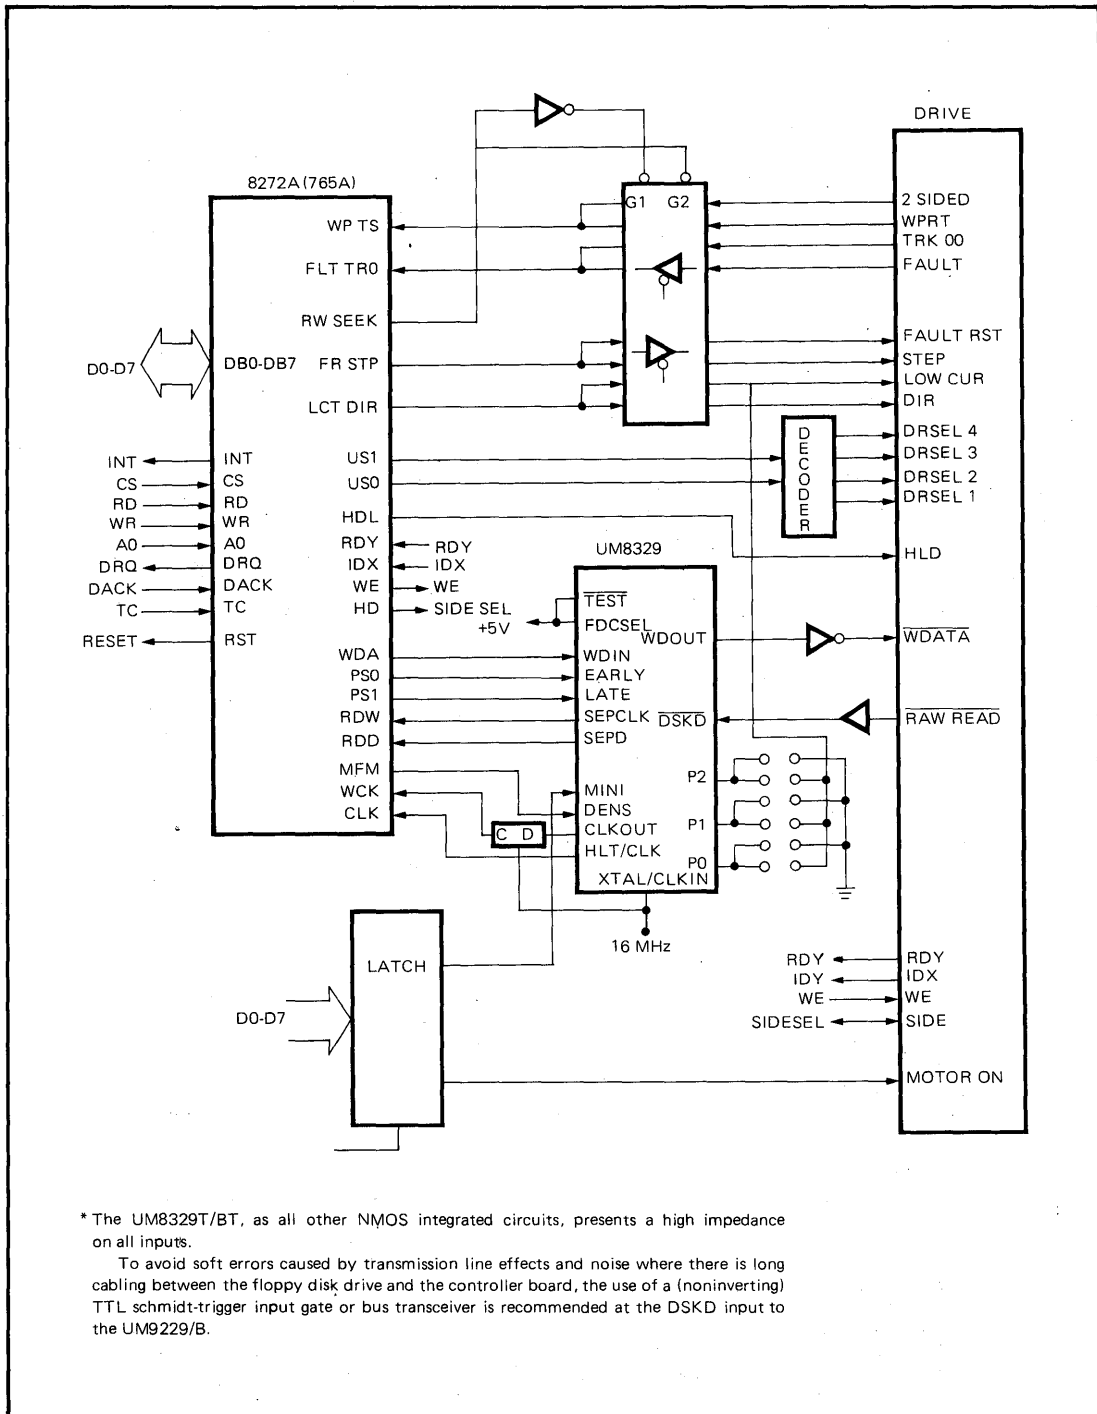 DRIVE
8272A (765A)
G1 G2
WP TS
FLT TR0
RW SEEK
D0-D7
DB0-DB7
FR STP
LCT DIR
2 SIDED
WPRT
TRK 00
FAULT
FAULT RST
STEP
LOW CUR
DIR
DECODER
DRSEL 4
DRSEL 3
DRSEL 2
DRSEL 1
INT INT
CS CS
RD RD
WR WR
A0 A0
DRQ DRQ
DACK DACK
TC TC
RESET RST
US1
US0
HDL
RDY RDY
IDX IDX
WE WE
HD SIDE SEL
+5V
WDA
PS0
PS1
RDW
RDD
MFM
WCK
CLK
UM8329
TEST
FDCSEL
WDOUT
WDIN
EARLY
LATE
SEPCLK DSKD
SEPD
P2
MINI
DENS
P1
CLKOUT
HLT/CLK
P0
XTAL/CLKIN
C D
16 MHz
HLD
WDATA
RAW READ
LATCH
D0-D7
RDY RDY
IDY IDX
WE WE
SIDESEL SIDE
MOTOR ON
* The UM8329T/BT, as all other NMOS integrated circuits, presents a high impedance
on all inputs.
To avoid soft errors caused by transmission line effects and noise where there is long
cabling between the floppy disk drive and the controller board, the use of a (noninverting)
TTL schmidt-trigger input gate or bus transceiver is recommended at the DSKD input to
the UM9229/B.